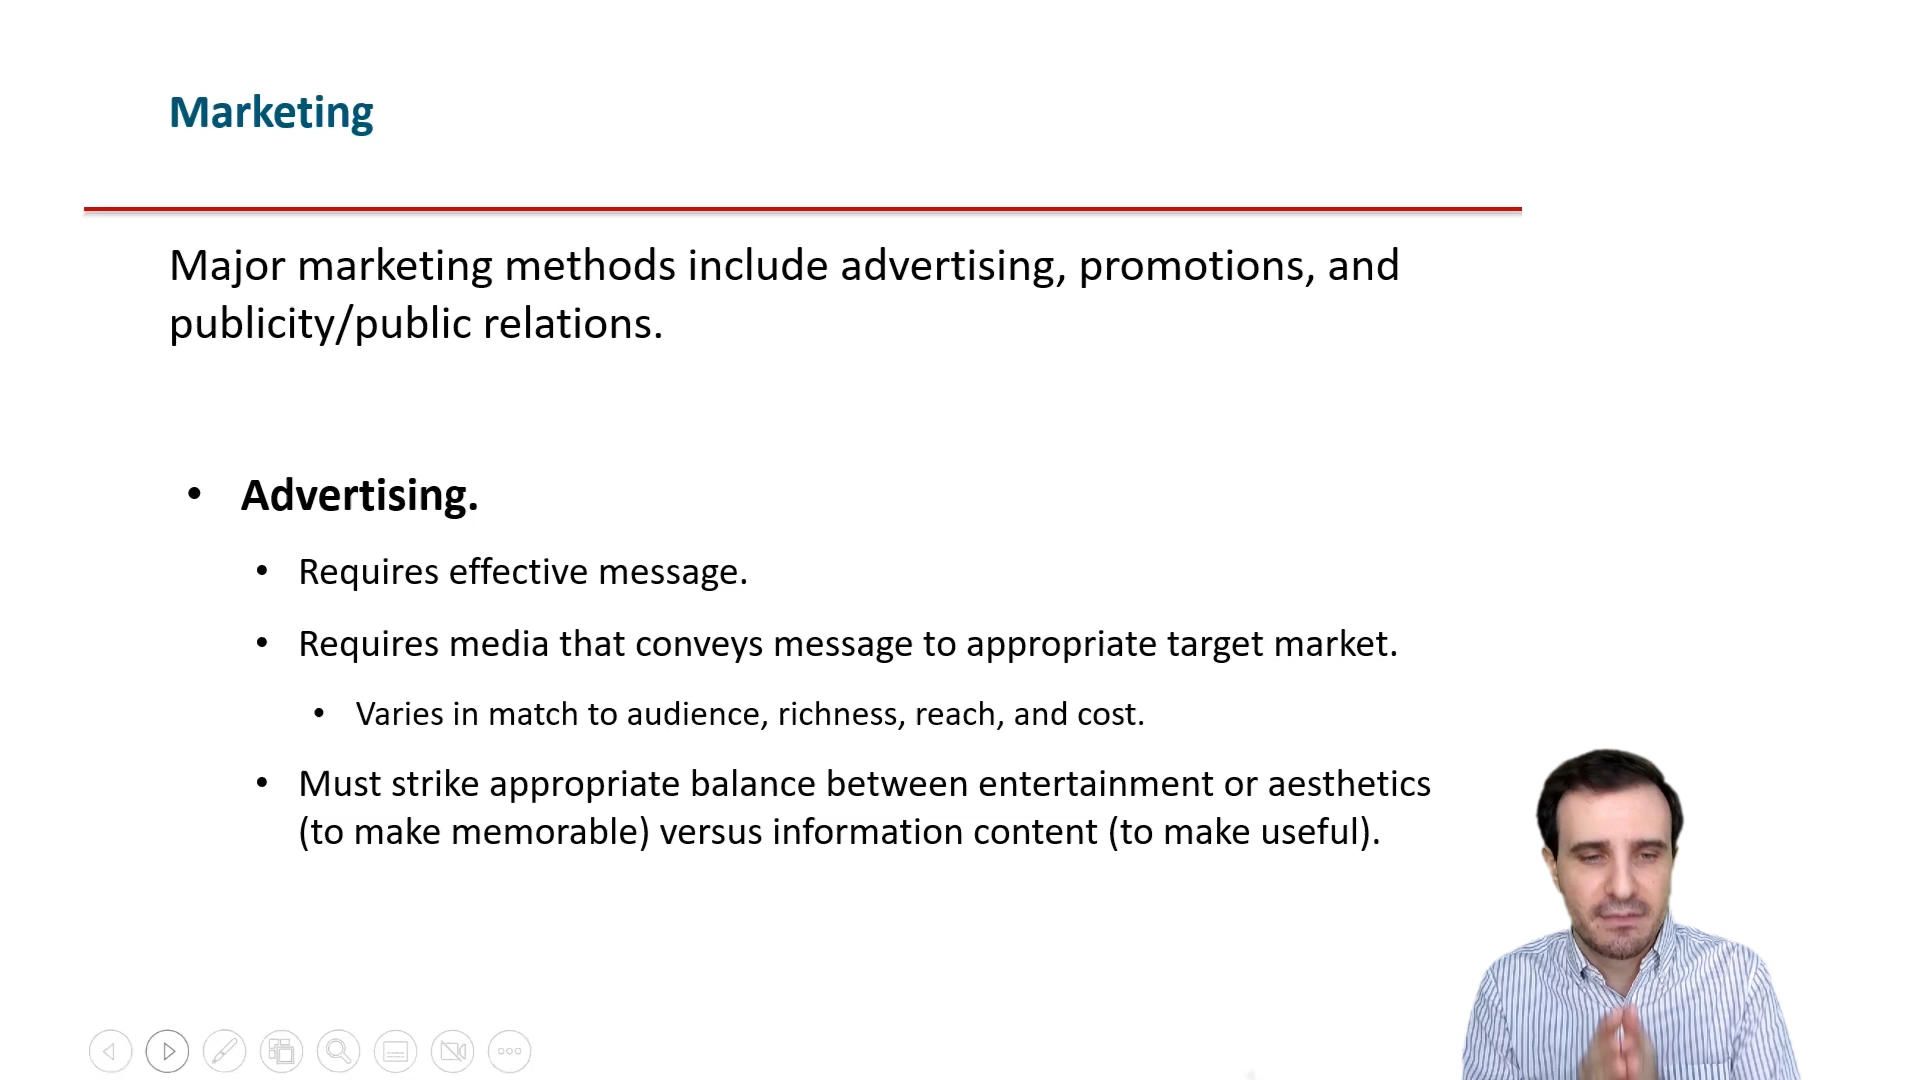 Marketing
Major marketing methods include advertising, promotions, and
publicity/public relations.
• Advertising.
• Requires effective message.
• Requires media that conveys message to appropriate target market.
• Varies in match to audience, richness, reach, and cost.
• Must strike appropriate balance between entertainment or aesthetics
(to make memorable) versus information content (to make useful).